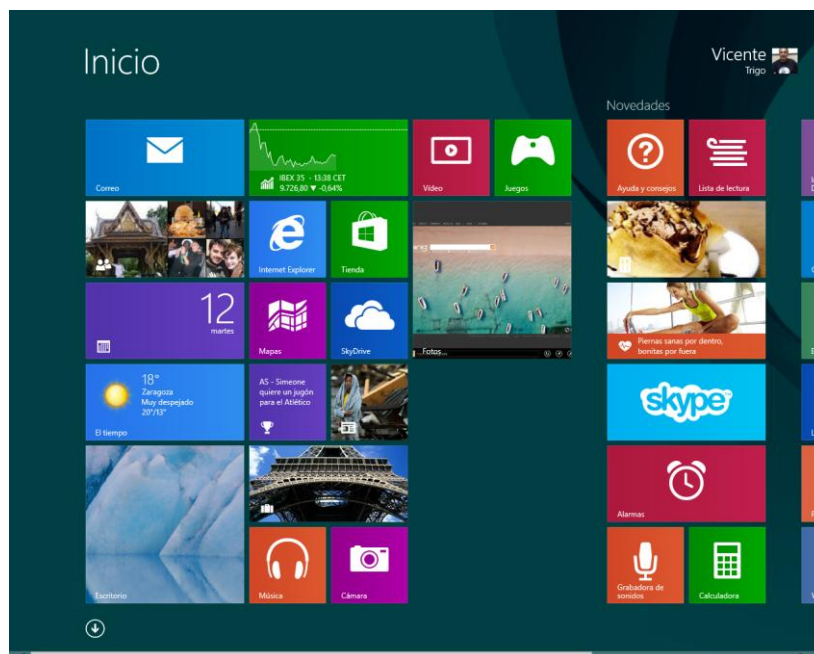 Inicio
Vicente
Trigo
Novedades
Correo
IBEX 35 - 13:38 CET
9.726,80 ▼ -0,64%
Vídeo
Juegos
Ayuda y consejos
Lista de lectura
Internet Explorer
Tienda
12
martes
Mapas
SkyDrive
Fotos...
Piernas sanas por dentro,
bonitas por fuera
18°
Zaragoza
Muy despejado
20°/13°
El tiempo
AS - Simeone
quiere un jugón
para el Atlético
skype
Alarmas
Escritorio
Música
Cámara
Grabadora de
sonidos
Calculadora